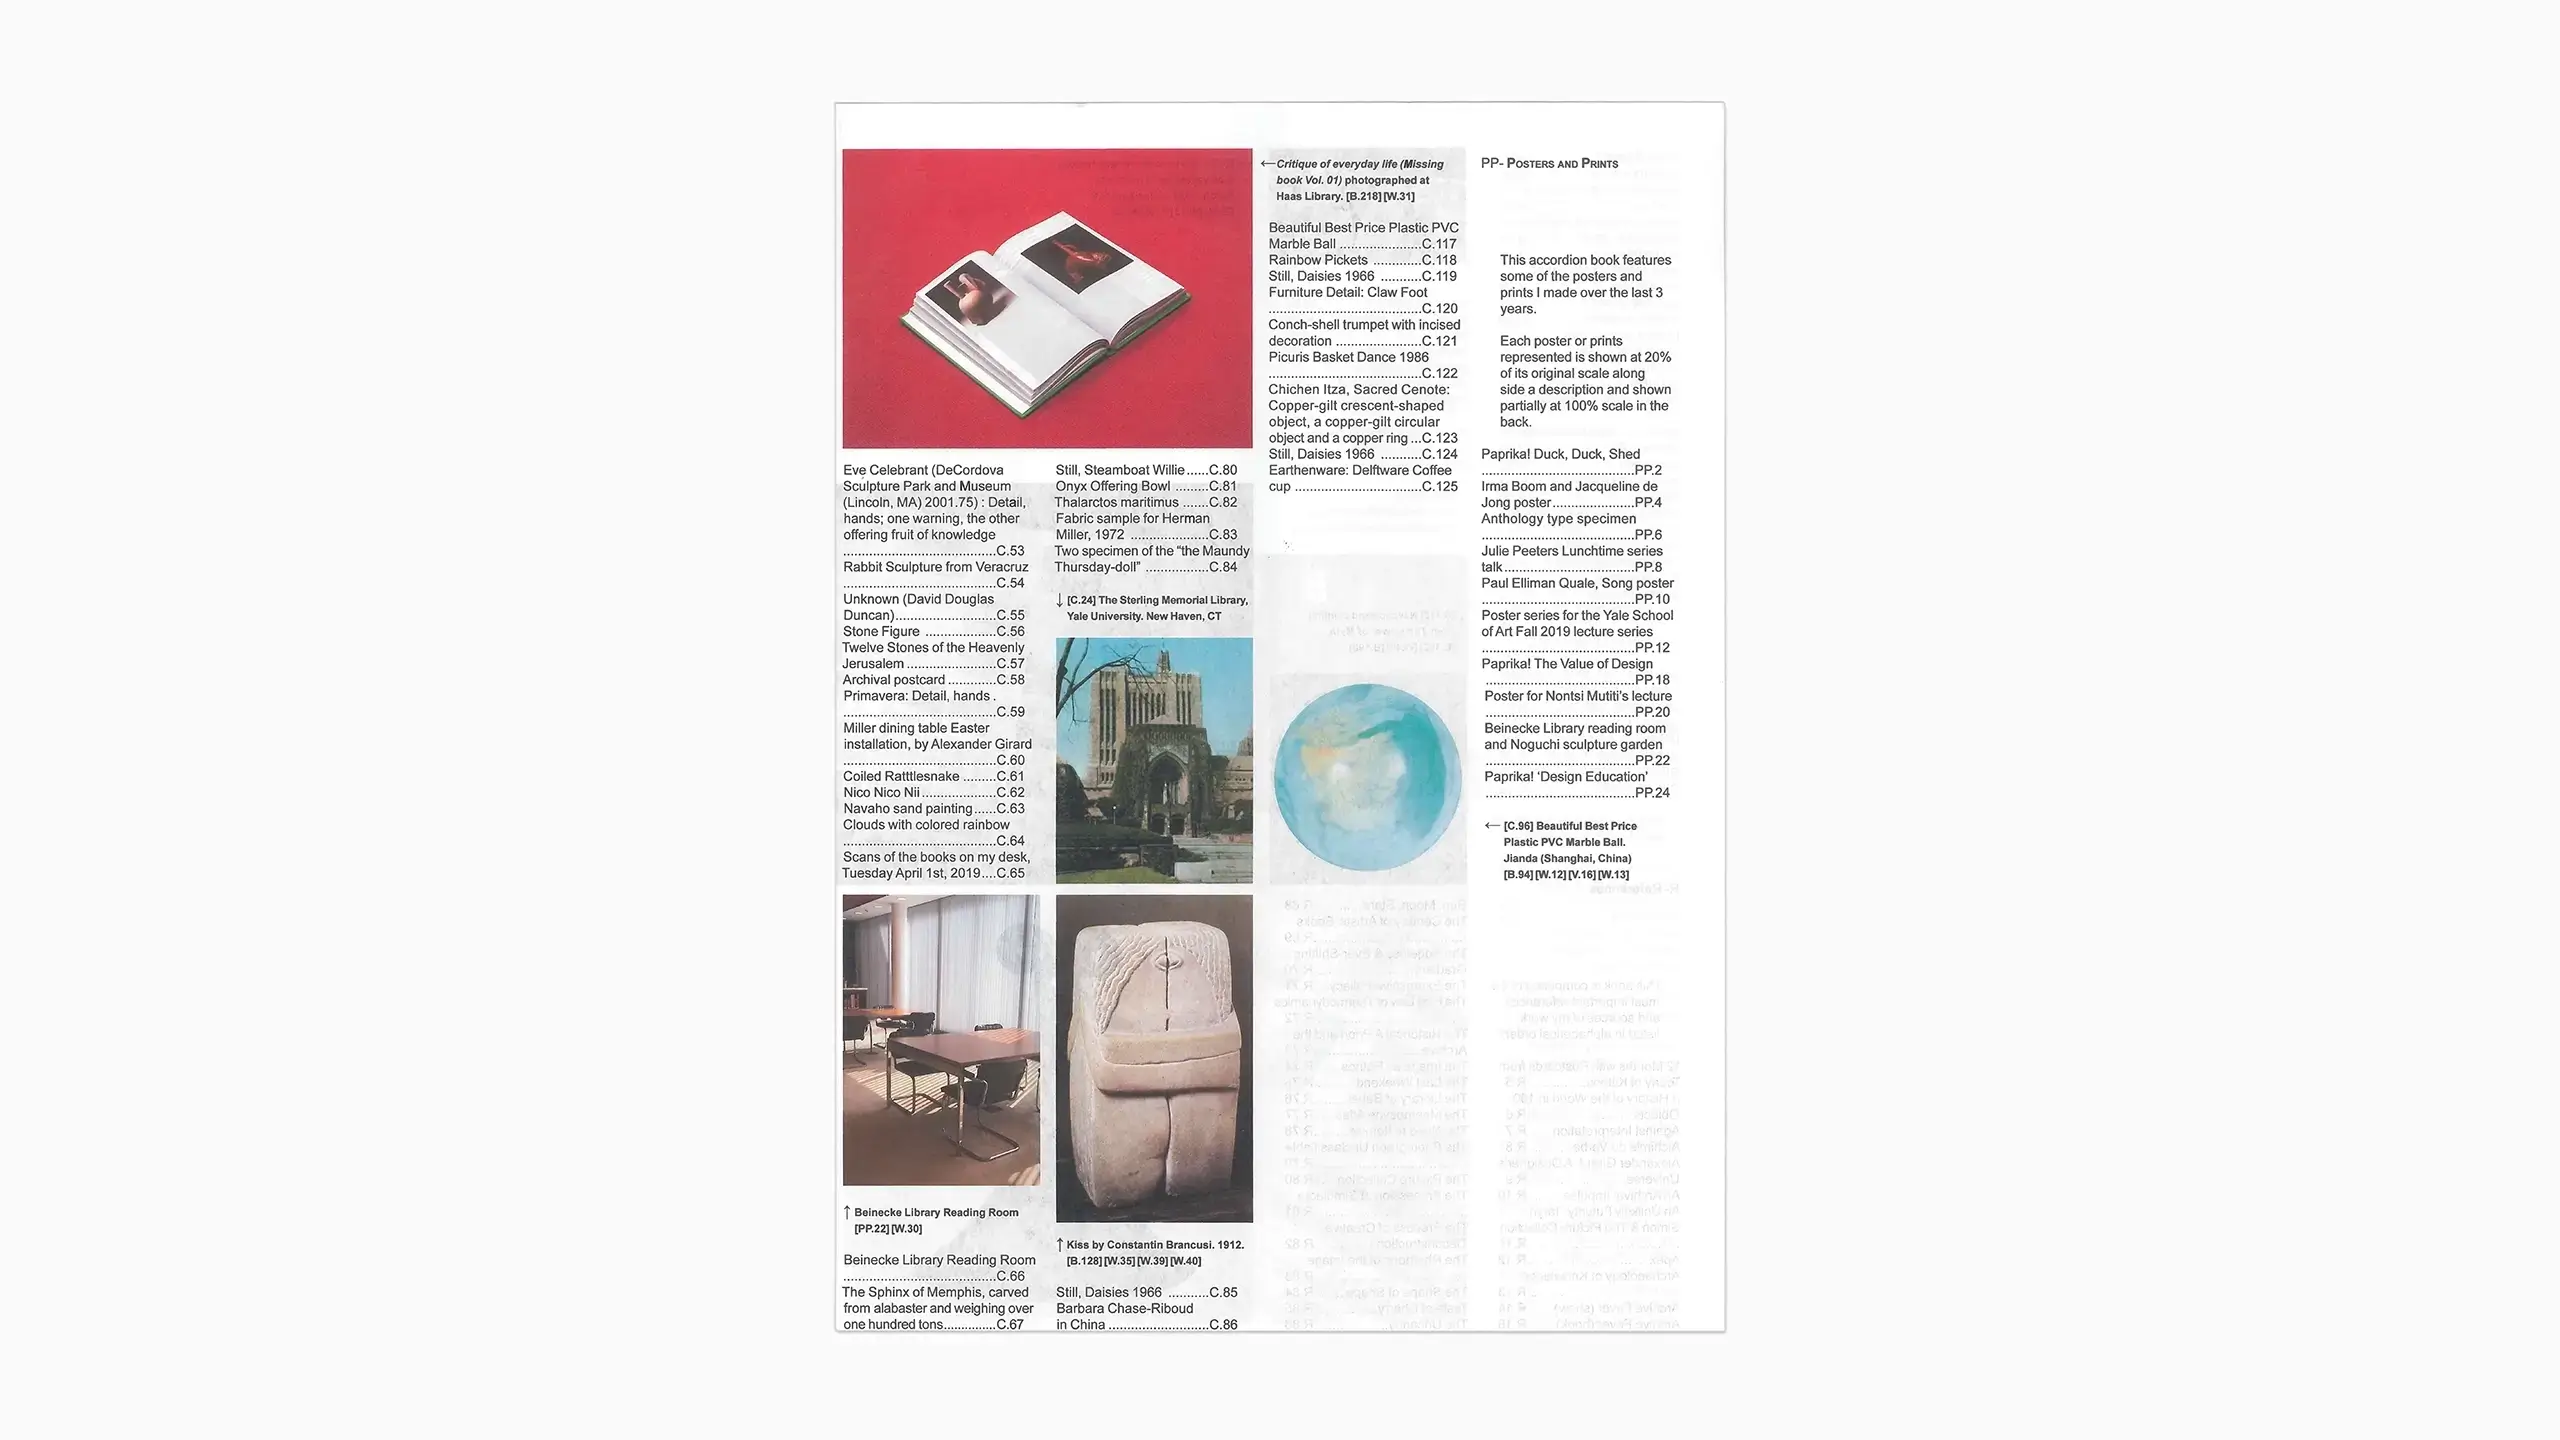 ←Critique of everyday life (Missing
book Vol. 01) photographed at
Haas Library. [B.218] [W.31]
Eve Celebrant (DeCordova
Sculpture Park and Museum
(Lincoln, MA) 2001.75) : Detail,
hands; one warning, the other
offering fruit of knowledge
.........................................C.53
Rabbit Sculpture from Veracruz
.........................................C.54
Unknown (David Douglas
Duncan)...........................C.55
Stone Figure ...................C.56
Twelve Stones of the Heavenly
Jerusalem ........................C.57
Archival postcard .............C.58
Primavera: Detail, hands .
.........................................C.59
Miller dining table Easter
installation, by Alexander Girard
.........................................C.60
Coiled Ratttlesnake .........C.61
Nico Nico Nii....................C.62
Navaho sand painting......C.63
Clouds with colored rainbow
.........................................C.64
Scans of the books on my desk,
Tuesday April 1st, 2019....C.65
↑ Beinecke Library Reading Room
[PP.22] [W.30]
Beinecke Library Reading Room
.........................................C.66
The Sphinx of Memphis, carved
from alabaster and weighing over
one hundred tons..............C.67
Still, Steamboat Willie......C.80
Onyx Offering Bowl .........C.81
Thalarctos maritimus .......C.82
Fabric sample for Herman
Miller, 1972 .....................C.83
Two specimen of the “the Maundy
Thursday-doll” .................C.84
↓ [C.24] The Sterling Memorial Library,
Yale University. New Haven, CT
↑ Kiss by Constantin Brancusi. 1912.
[B.128] [W.35] [W.39] [W.40]
Still, Daisies 1966 ...........C.85
Barbara Chase-Riboud
in China ...........................C.86
Beautiful Best Price Plastic PVC
Marble Ball ......................C.117
Rainbow Pickets .............C.118
Still, Daisies 1966 ...........C.119
Furniture Detail: Claw Foot
.........................................C.120
Conch-shell trumpet with incised
decoration .......................C.121
Picuris Basket Dance 1986
.........................................C.122
Chichen Itza, Sacred Cenote:
Copper-gilt crescent-shaped
object, a copper-gilt circular
object and a copper ring ...C.123
Still, Daisies 1966 ...........C.124
Earthenware: Delftware Coffee
cup ..................................C.125
PP- Posters and Prints
This accordion book features
some of the posters and
prints I made over the last 3
years.
Each poster or prints
represented is shown at 20%
of its original scale along
side a description and shown
partially at 100% scale in the
back.
Paprika! Duck, Duck, Shed
.........................................PP.2
Irma Boom and Jacqueline de
Jong poster......................PP.4
Anthology type specimen
.........................................PP.6
Julie Peeters Lunchtime series
talk...................................PP.8
Paul Elliman Quale, Song poster
.........................................PP.10
Poster series for the Yale School
of Art Fall 2019 lecture series
.........................................PP.12
Paprika! The Value of Design
........................................PP.18
Poster for Nontsi Mutiti’s lecture
........................................PP.20
Beinecke Library reading room
and Noguchi sculpture garden
........................................PP.22
Paprika! ‘Design Education’
........................................PP.24
← [C.96] Beautiful Best Price
Plastic PVC Marble Ball.
Jianda (Shanghai, China)
[B.94] [W.12] [V.16] [W.13]